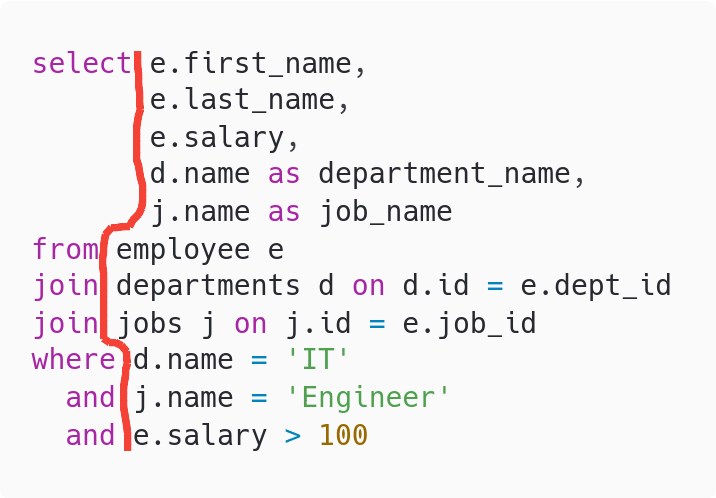 select e.first_name,
       e.last_name,
       e.salary,
       d.name as department_name,
       j.name as job_name
from employee e
join departments d on d.id = e.dept_id
join jobs j on j.id = e.job_id
where d.name = 'IT'
  and j.name = 'Engineer'
  and e.salary > 100